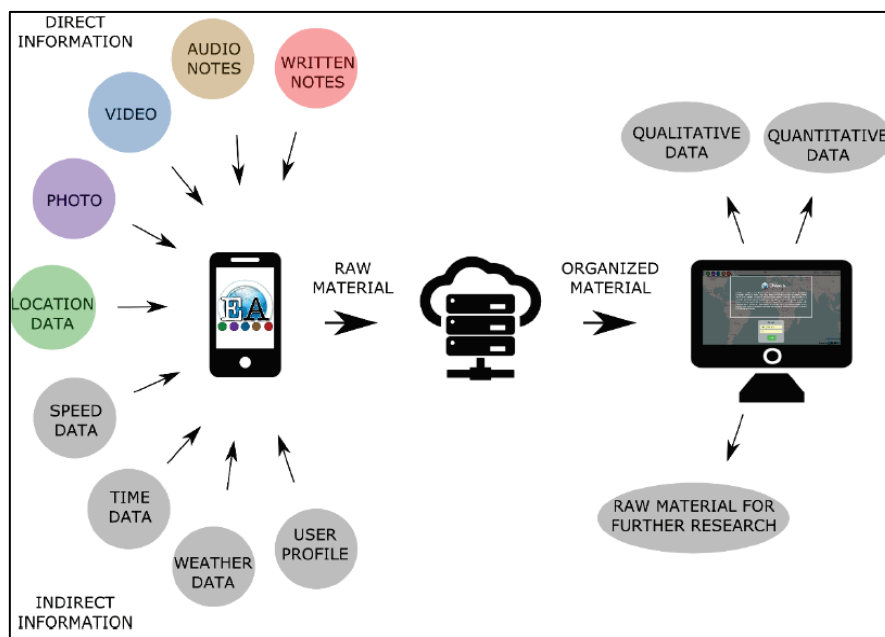 DIRECT
INFORMATION
AUDIO
NOTES
WRITTEN
NOTES
VIDEO
PHOTO
LOCATION
DATA
SPEED
DATA
TIME
DATA
WEATHER
DATA
USER
PROFILE
INDIRECT
INFORMATION
EA
RAW
MATERIAL
ORGANIZED
MATERIAL
QUALITATIVE
DATA
QUANTITATIVE
DATA
RAW MATERIAL FOR
FURTHER RESEARCH